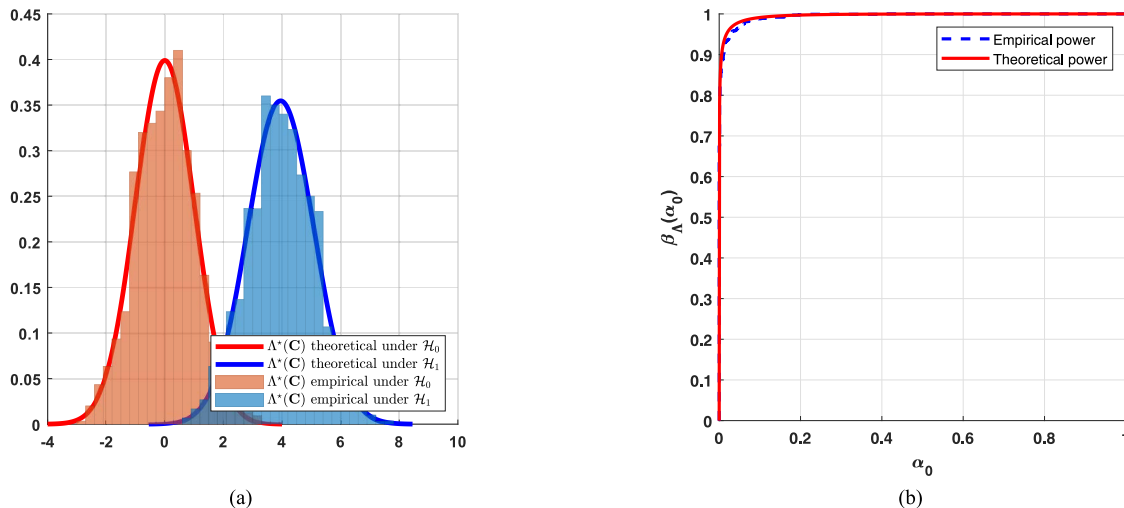 0.45
0.4
0.35
0.3
0.25
0.2
0.15
0.1
0.05
0
-4 -2 0 2 4 6 8 10
Λ*(C) theoretical under ℋ₀
Λ*(C) theoretical under ℋ₁
Λ*(C) empirical under ℋ₀
Λ*(C) empirical under ℋ₁
(a)
1
0.9
0.8
0.7
0.6
0.5
0.4
0.3
0.2
0.1
0
β_Λ(α₀)
Empirical power
Theoretical power
0 0.2 0.4 0.6 0.8 1
α₀
(b)